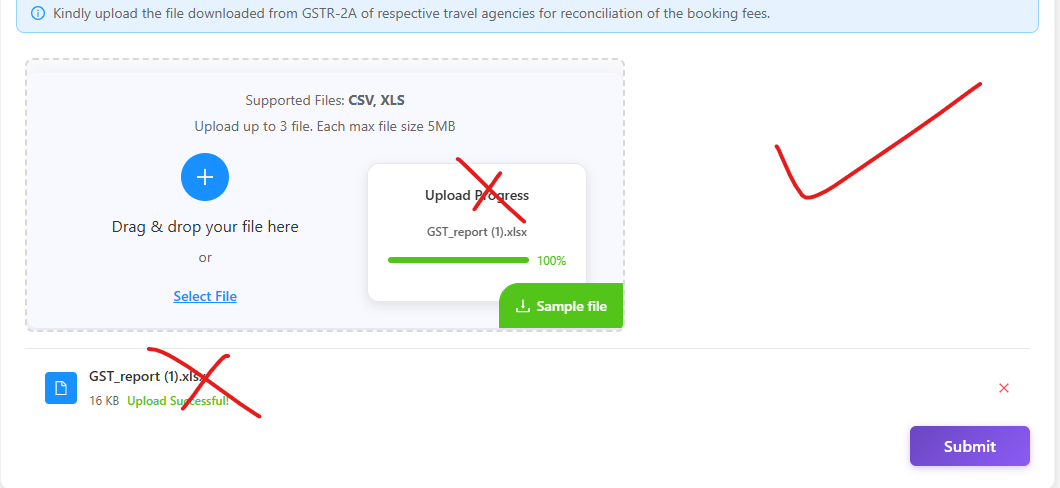 Kindly upload the file downloaded from GSTR-2A of respective travel agencies for reconciliation of the booking fees.
Supported Files: CSV, XLS
Upload up to 3 file. Each max file size 5MB
Drag & drop your file here
or
Select File
Upload Progress
GST_report (1).xlsx
100%
Sample file
GST_report (1).xlsx
16 KB Upload Successful!
Submit